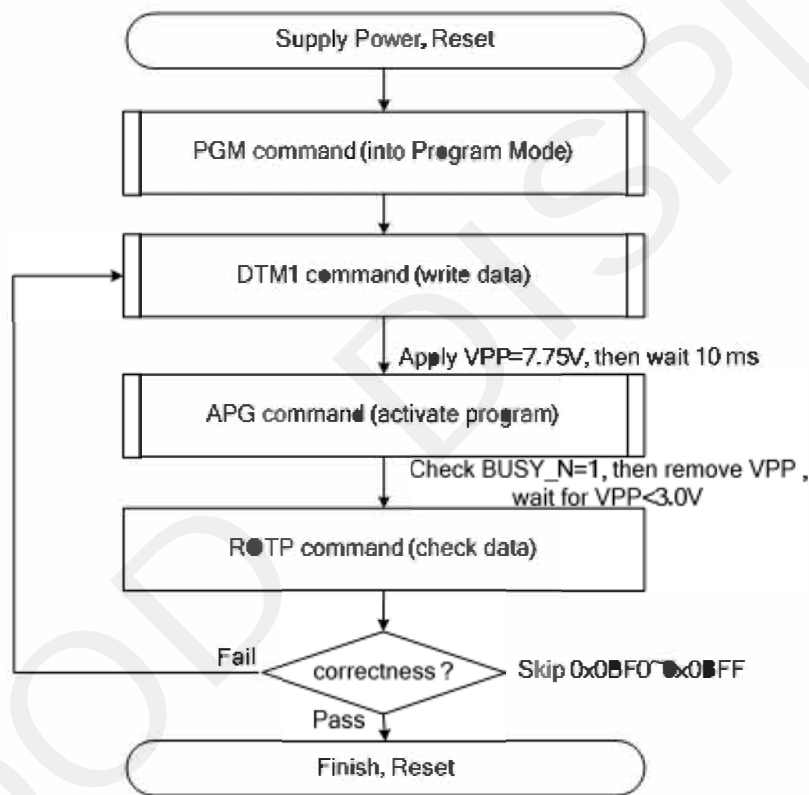 Supply Power, Reset
PGM command (into Program Mode)
DTM1 command (write data)
Apply VPP=7.75V, then wait 10 ms
APG command (activate program)
Check BUSY_N=1, then remove VPP ,
wait for VPP<3.0V
ROTP command (check data)
Fail
correctness ?
Skip 0x0BF0~0x0BFF
Pass
Finish, Reset